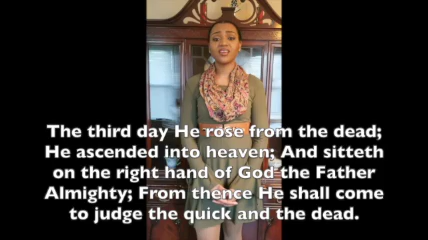 The third day He rose from the dead;
He ascended into heaven; And sitteth
on the right hand of God the Father
Almighty; From thence He shall come
to judge the quick and the dead.